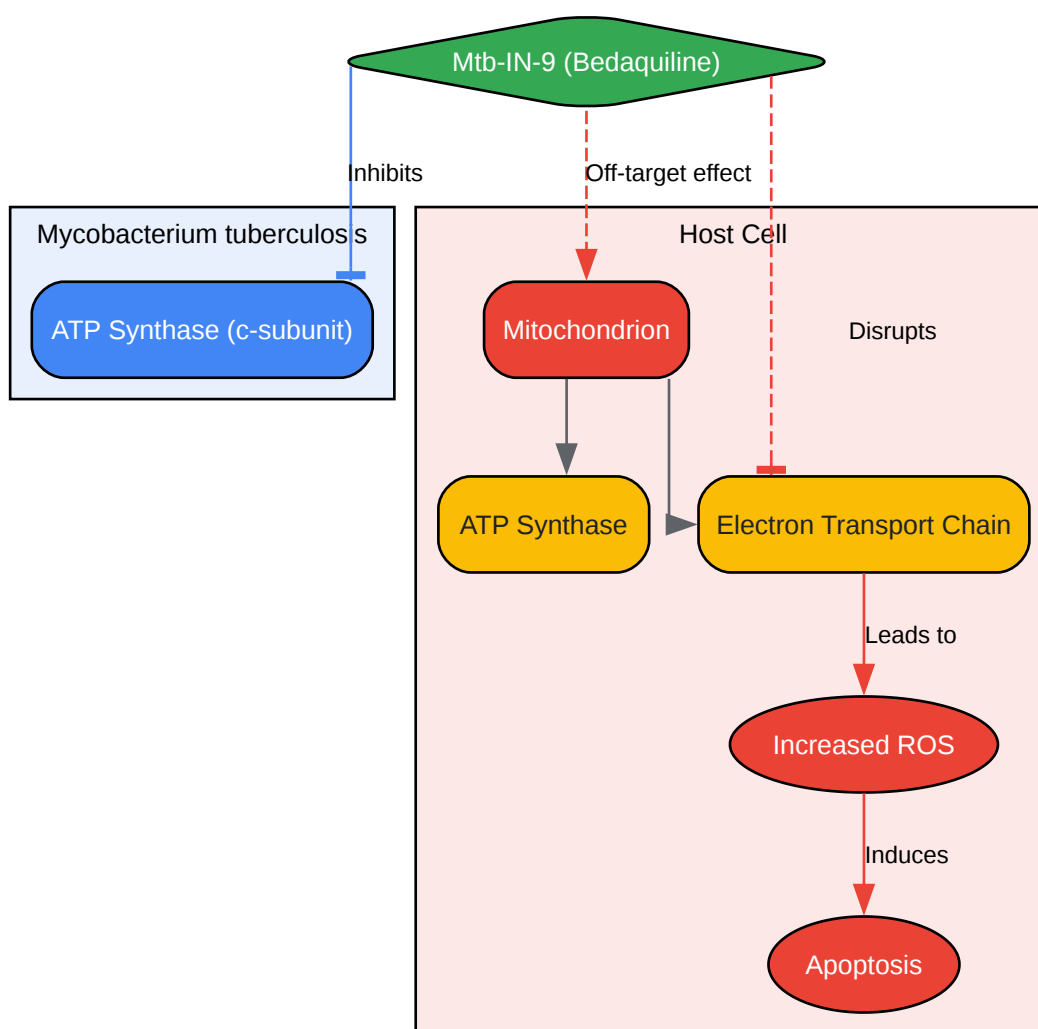 Mtb-IN-9 (Bedaquiline)
Inhibits
Off-target effect
Mycobacterium tuberculosis
Host Cell
ATP Synthase (c-subunit)
Mitochondrion
Disrupts
ATP Synthase
Electron Transport Chain
Leads to
Increased ROS
Induces
Apoptosis